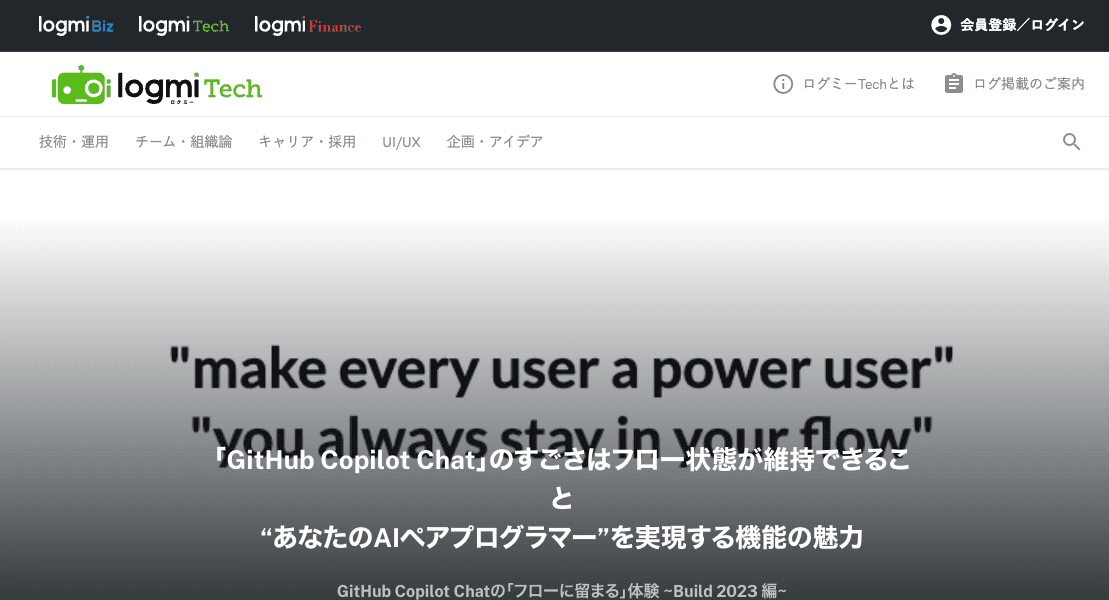 logmi Biz logmi Tech logmi Finance 会員登録／ログイン
logmi Tech ログミーTechとは ログ掲載のご案内
ログミー
技術・運用 チーム・組織論 キャリア・採用 UI/UX 企画・アイデア
"make every user a power user"
"you always stay in your flow"
「GitHub Copilot Chat」のすごさはフロー状態が維持できるこ
と
“あなたのAIペアプログラマー”を実現する機能の魅力
GitHub Copilot Chatの「フローに留まる」体験 ~Build 2023 編~